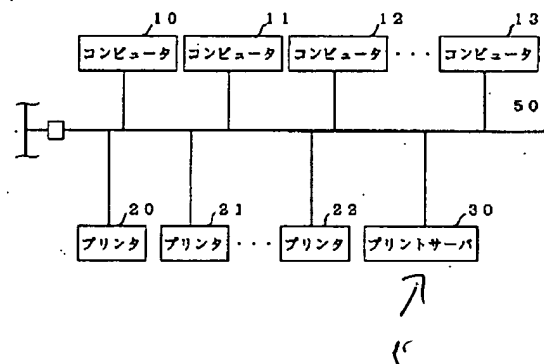 10 11 12 13
コンピュータ コンピュータ コンピュータ ... コンピュータ
50
20 21 22 30
プリンタ プリンタ ... プリンタ プリントサーバ